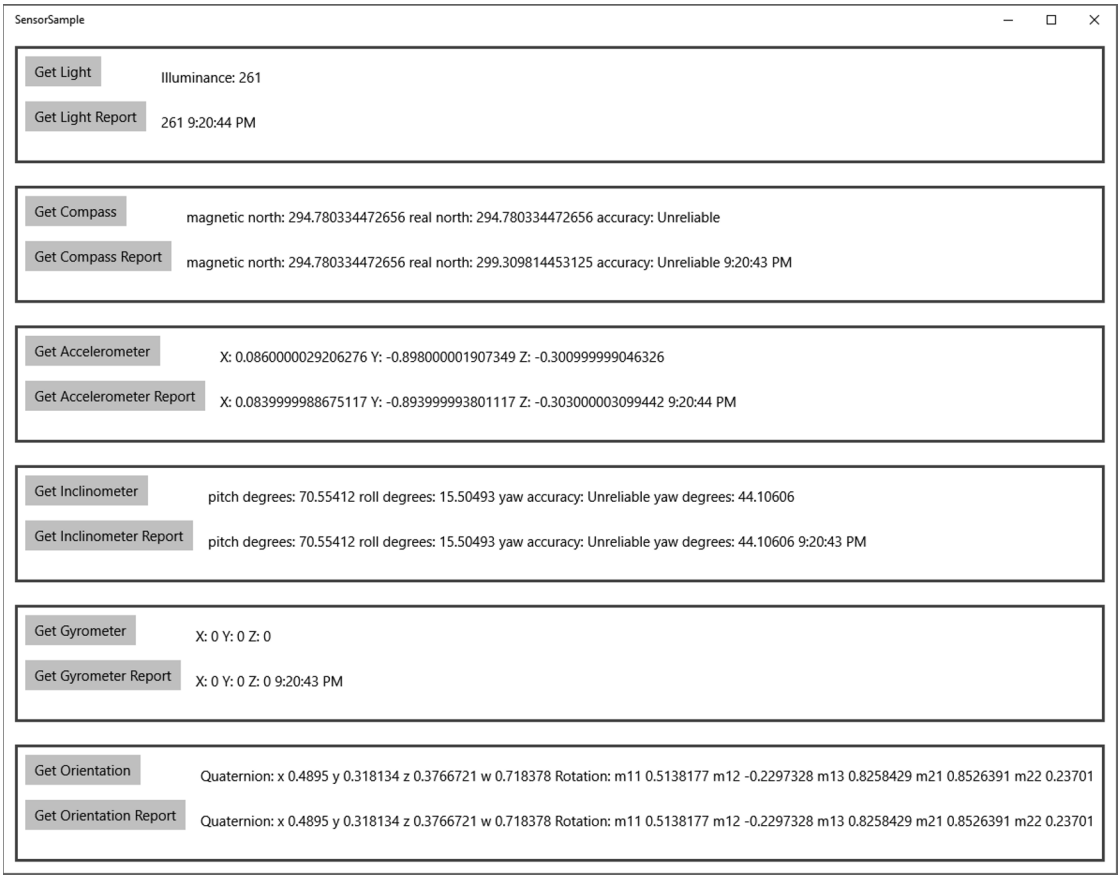 SensorSample
Get Light
Illuminance: 261
Get Light Report
261 9:20:44 PM
Get Compass
magnetic north: 294.780334472656 real north: 294.780334472656 accuracy: Unreliable
Get Compass Report
magnetic north: 294.780334472656 real north: 299.309814453125 accuracy: Unreliable 9:20:43 PM
Get Accelerometer
X: 0.0860000029206276 Y: -0.898000001907349 Z: -0.300999999046326
Get Accelerometer Report
X: 0.0839999988675117 Y: -0.893999993801117 Z: -0.303000003099442 9:20:44 PM
Get Inclinometer
pitch degrees: 70.55412 roll degrees: 15.50493 yaw accuracy: Unreliable yaw degrees: 44.10606
Get Inclinometer Report
pitch degrees: 70.55412 roll degrees: 15.50493 yaw accuracy: Unreliable yaw degrees: 44.10606 9:20:43 PM
Get Gyrometer
X: 0 Y: 0 Z: 0
Get Gyrometer Report
X: 0 Y: 0 Z: 0 9:20:43 PM
Get Orientation
Quaternion: x 0.4895 y 0.318134 z 0.3766721 w 0.718378 Rotation: m11 0.5138177 m12 -0.2297328 m13 0.8258429 m21 0.8526391 m22 0.23701
Get Orientation Report
Quaternion: x 0.4895 y 0.318134 z 0.3766721 w 0.718378 Rotation: m11 0.5138177 m12 -0.2297328 m13 0.8258429 m21 0.8526391 m22 0.23701